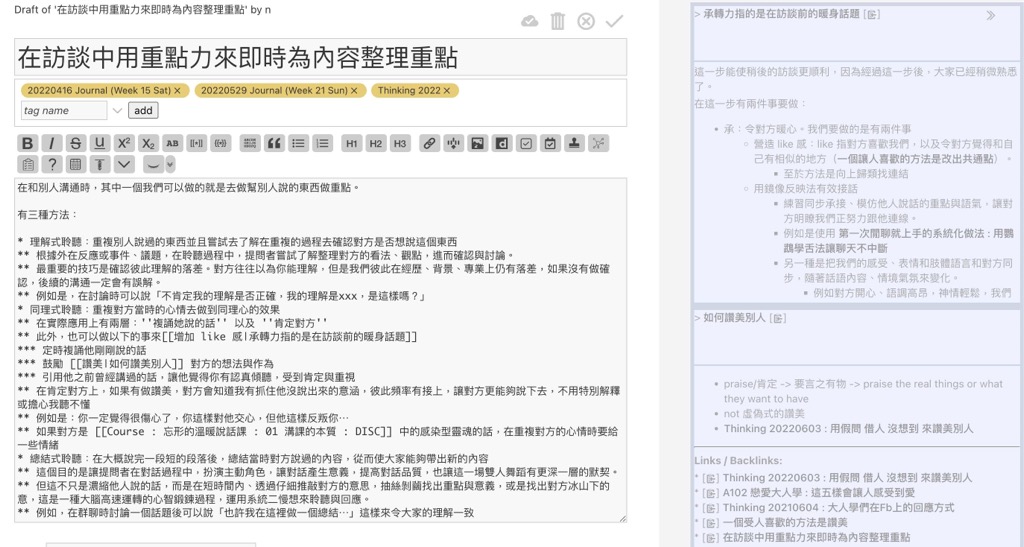 Draft of '在訪談中用重點力來即時為內容整理重點' by n
在訪談中用重點力來即時為內容整理重點
20220416 Journal (Week 15 Sat) ×
20220529 Journal (Week 21 Sun) ×
Thinking 2022 ×
tag name
add
B I S U X² X₂ AB H1 H2 H3
在和別人溝通時，其中一個我們可以做的就是去做幫別人說的東西做重點。
有三種方法：
* 理解式聆聽：重複別人說過的東西並且嘗試去了解在重複的過程去確認對方是否想說這個東西
** 根據外在反應或事件、議題，在聆聽過程中，提問者嘗試了解整理對方的看法、觀點，進而確認與討論。
** 最重要的技巧是確認彼此理解的落差。對方往往以為你能理解，但是我們彼此在經歷、背景、專業上仍有落差，如果沒有做確
認，後續的溝通一定會有誤解。
** 例如是，在討論時可以說「不肯定我的理解是否正確，我的理解是xxx，是這樣嗎？」
* 同理式聆聽：重複對方當時的心情去做到同理心的效果
** 在實際應用上有兩層：''複誦她說的話'' 以及 ''肯定對方''
** 此外，也可以做以下的事來[[增加 like 感|承轉力指的是在訪談前的暖身話題]]
*** 定時複誦他剛剛說的話
*** 鼓勵 [[讚美|如何讚美別人]] 對方的想法與作為
*** 引用他之前曾經講過的話，讓他覺得你有認真傾聽，受到肯定與重視
** 在肯定對方上，如果有做讚美，對方會知道我有抓住他沒說出來的意涵，彼此頻率有接上，讓對方更能夠說下去，不用特別解釋
或擔心我聽不懂
** 例如是：你一定覺得很傷心了，你這樣對他交心，但他這樣反叛你…
** 如果對方是 [[Course : 忘形的溫暖說話課 : 01 溝課的本質 : DISC]] 中的感染型靈魂的話，在重複對方的心情時要給
一些情緒
* 總結式聆聽：在大概說完一段短的段落後，總結當時對方說過的內容，從而使大家能夠帶出新的內容
** 這個目的是讓提問者在對話過程中，扮演主動角色，讓對話產生意義，提高對話品質，也讓這一場雙人舞蹈有更深一層的默契。
** 但這不只是濃縮他人說的話，而是在短時間內、透過仔細推敲對方的意思，抽絲剝繭找出重點與意義，或是找出對方冰山下的
意，這是一種大腦高速運轉的心智鍛鍊過程，運用系統二慢想來聆聽與回應。
** 例如，在群聊時討論一個話題後可以說「也許我在這裡做一個總結…」這樣來令大家的理解一致
> 承轉力指的是在訪談前的暖身話題 []
這一步能使稍後的訪談更順利，因為經過這一步後，大家已經稍微熟悉
了。
在這一步有兩件事要做：
承：令對方暖心。我們要做的是有兩件事
營造 like 感：like 指對方喜歡我們，以及令對方覺得和自
己有相似的地方（一個讓人喜歡的方法是改出共通點）。
至於方法是向上歸類找連結
用鏡像反映法有效接話
練習同步承接、模仿他人說話的重點與語氣，讓對
方明瞭我們正努力跟他連線。
例如是使用 第一次閒聊就上手的系統化做法：用鸚
鵡學舌法讓聊天不中斷
另一種是把我們的感受、表情和肢體語言和對方同
步，隨著話語內容、情境氣氛來變化。
例如對方開心、語調高昂，神情輕鬆，我們
> 如何讚美別人 []
praise/肯定 -> 要言之有物 -> praise the real things or what
they want to have
not 虛偽式的讚美
Thinking 20220603 : 用假問 借人 沒想到 來讚美別人
Links / Backlinks:
* [] Thinking 20220603 : 用假問 借人 沒想到 來讚美別人
* [] A102 戀愛大人學 : 這五樣會讓人感受到愛
* [] Thinking 20210604 : 大人學們在Fb上的回應方式
* [] 一個受人喜歡的方法是讚美
* [] 在訪談中用重點力來即時為內容整理重點